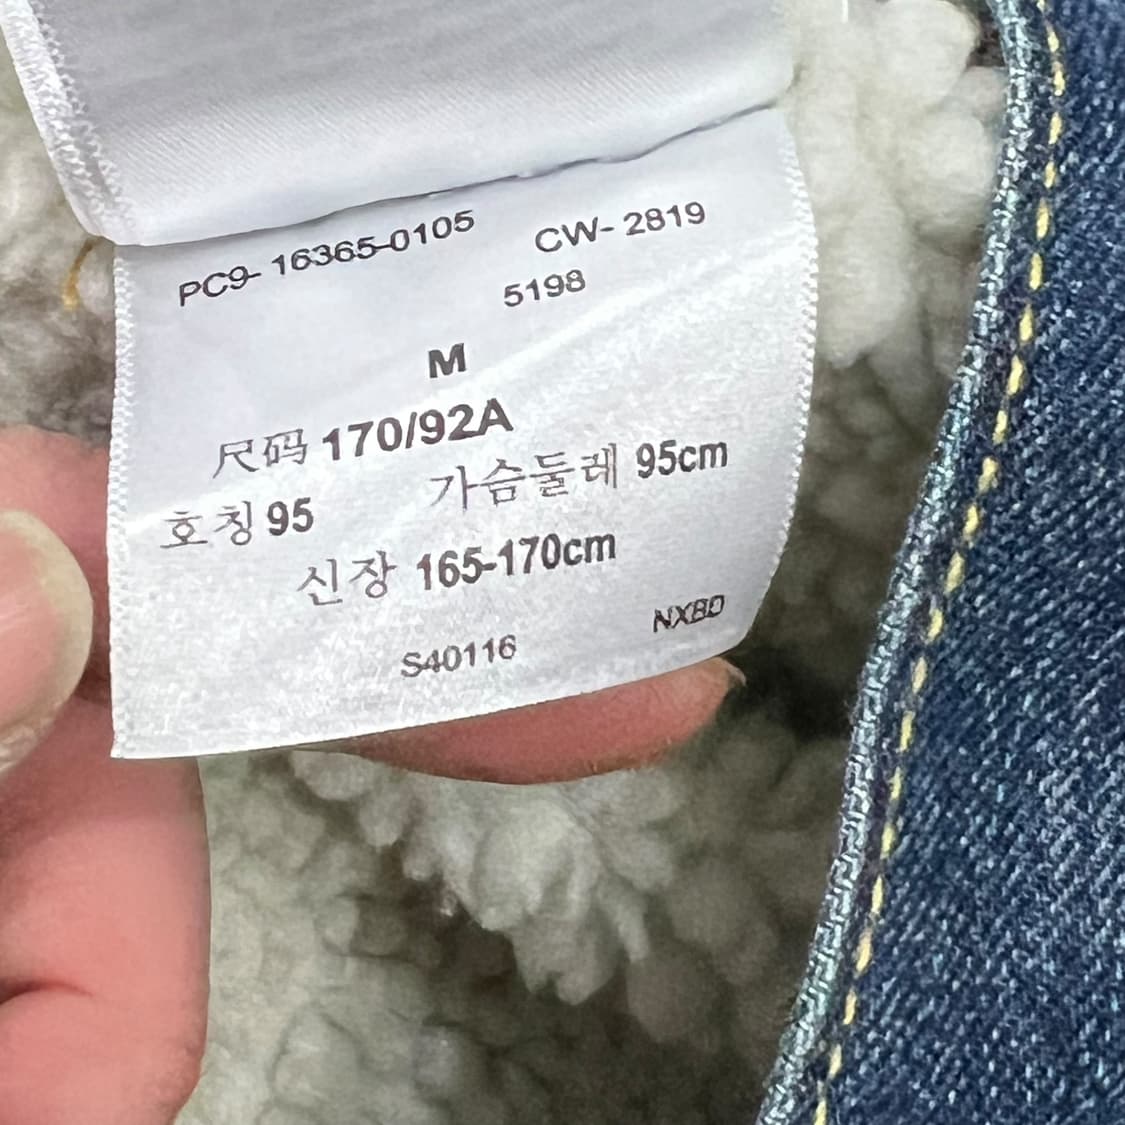 PC9- 16365-0105 CW- 2819
5198
M
尺码 170/92A
호칭 95 가슴둘레 95cm
신장 165-170cm
S40116 NXBD